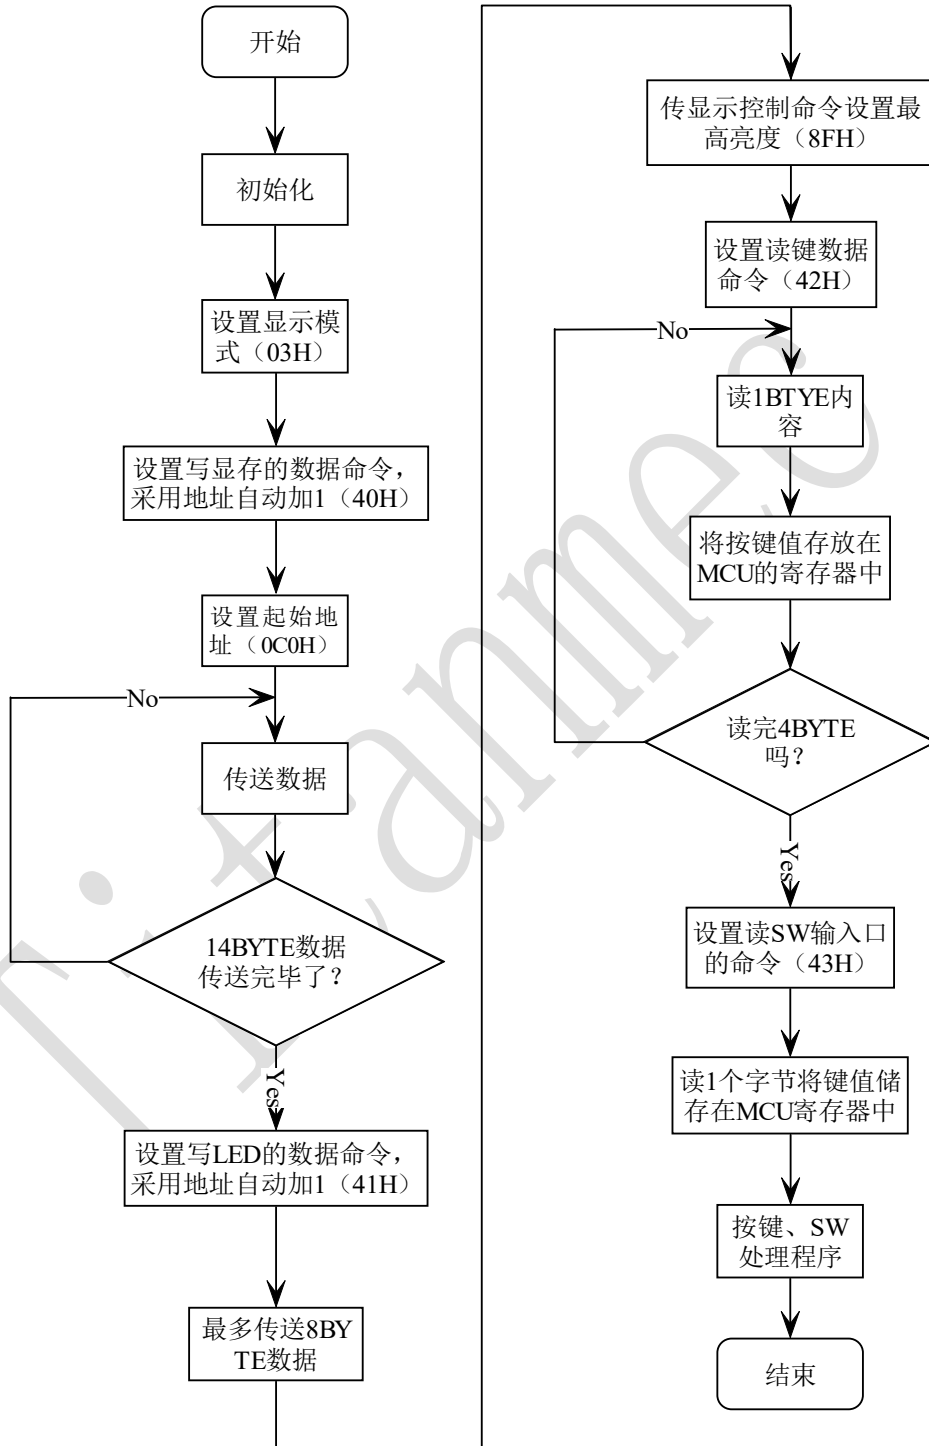 开始
初始化
设置显示模
式（03H）
设置写显存的数据命令，
采用地址自动加1（40H）
设置起始地
址（0C0H）
No
传送数据
14BYTE数据
传送完毕了？
Yes
设置写LED的数据命令，
采用地址自动加1（41H）
最多传送8BY
TE数据
传显示控制命令设置最
高亮度（8FH）
设置读键数据
命令（42H）
No
读1BTYE内
容
将按键值存放在
MCU的寄存器中
读完4BYTE
吗？
Yes
设置读SW输入口
的命令（43H）
读1个字节将键值储
存在MCU寄存器中
按键、SW
处理程序
结束
Titanmec